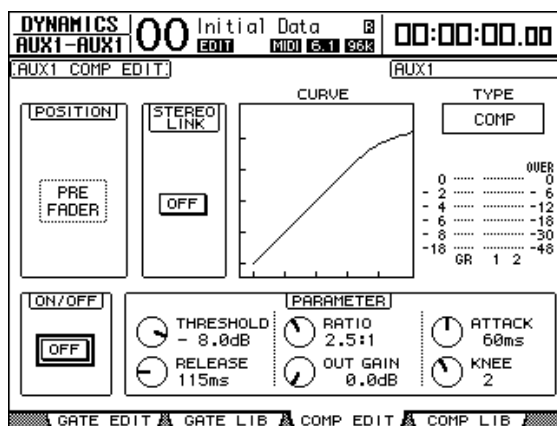 DYNAMICS
AUX1-AUX1
00
Initial Data
R
EDIT
MIDI 6.1 96k
00:00:00.00
AUX1 COMP EDIT
AUX1
POSITION
PRE
FADER
STEREO
LINK
OFF
CURVE
TYPE
COMP
OVER
0 0
- 2 - 6
- 4 -12
- 6 -18
- 8 -30
-18 -48
GR 1 2
ON/OFF
OFF
PARAMETER
THRESHOLD
- 8.0dB
RATIO
2.5:1
ATTACK
60ms
RELEASE
115ms
OUT GAIN
0.0dB
KNEE
2
GATE EDIT GATE LIB COMP EDIT COMP LIB